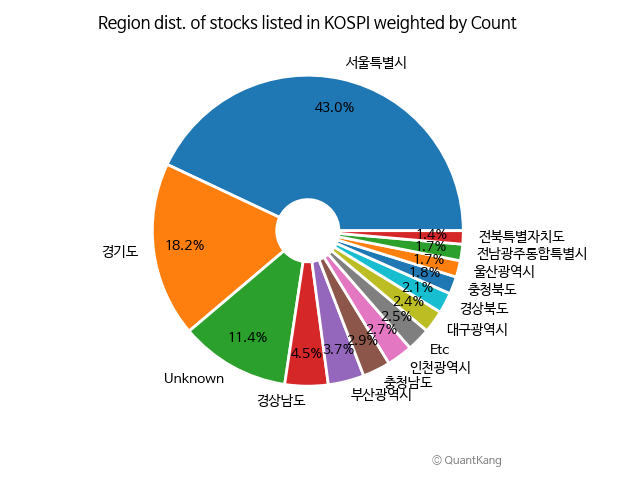 Region dist. of stocks listed in KOSPI weighted by Count
서울특별시
43.0%
경기도
18.2%
Unknown
11.4%
경상남도
4.5%
부산광역시
3.7%
충청남도
2.9%
인천광역시
2.7%
Etc
2.5%
대구광역시
2.4%
경상북도
2.1%
충청북도
1.8%
울산광역시
1.7%
전남광주통합특별시
1.7%
전북특별자치도
1.4%
© QuantKang